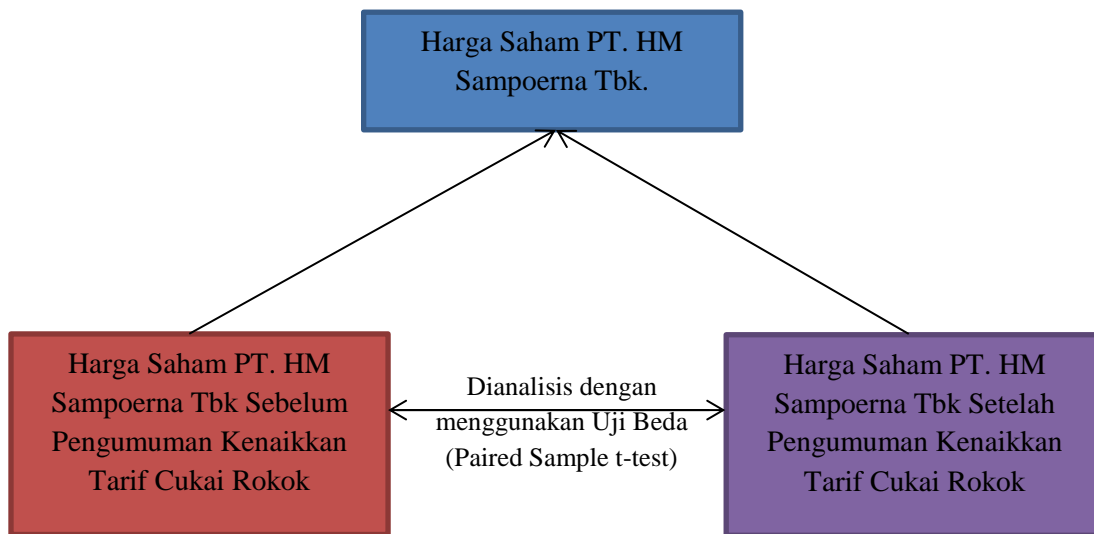 Harga Saham PT. HM
Sampoerna Tbk.
Harga Saham PT. HM
Sampoerna Tbk Sebelum
Pengumuman Kenaikkan
Tarif Cukai Rokok
Dianalisis dengan
menggunakan Uji Beda
(Paired Sample t-test)
Harga Saham PT. HM
Sampoerna Tbk Setelah
Pengumuman Kenaikkan
Tarif Cukai Rokok